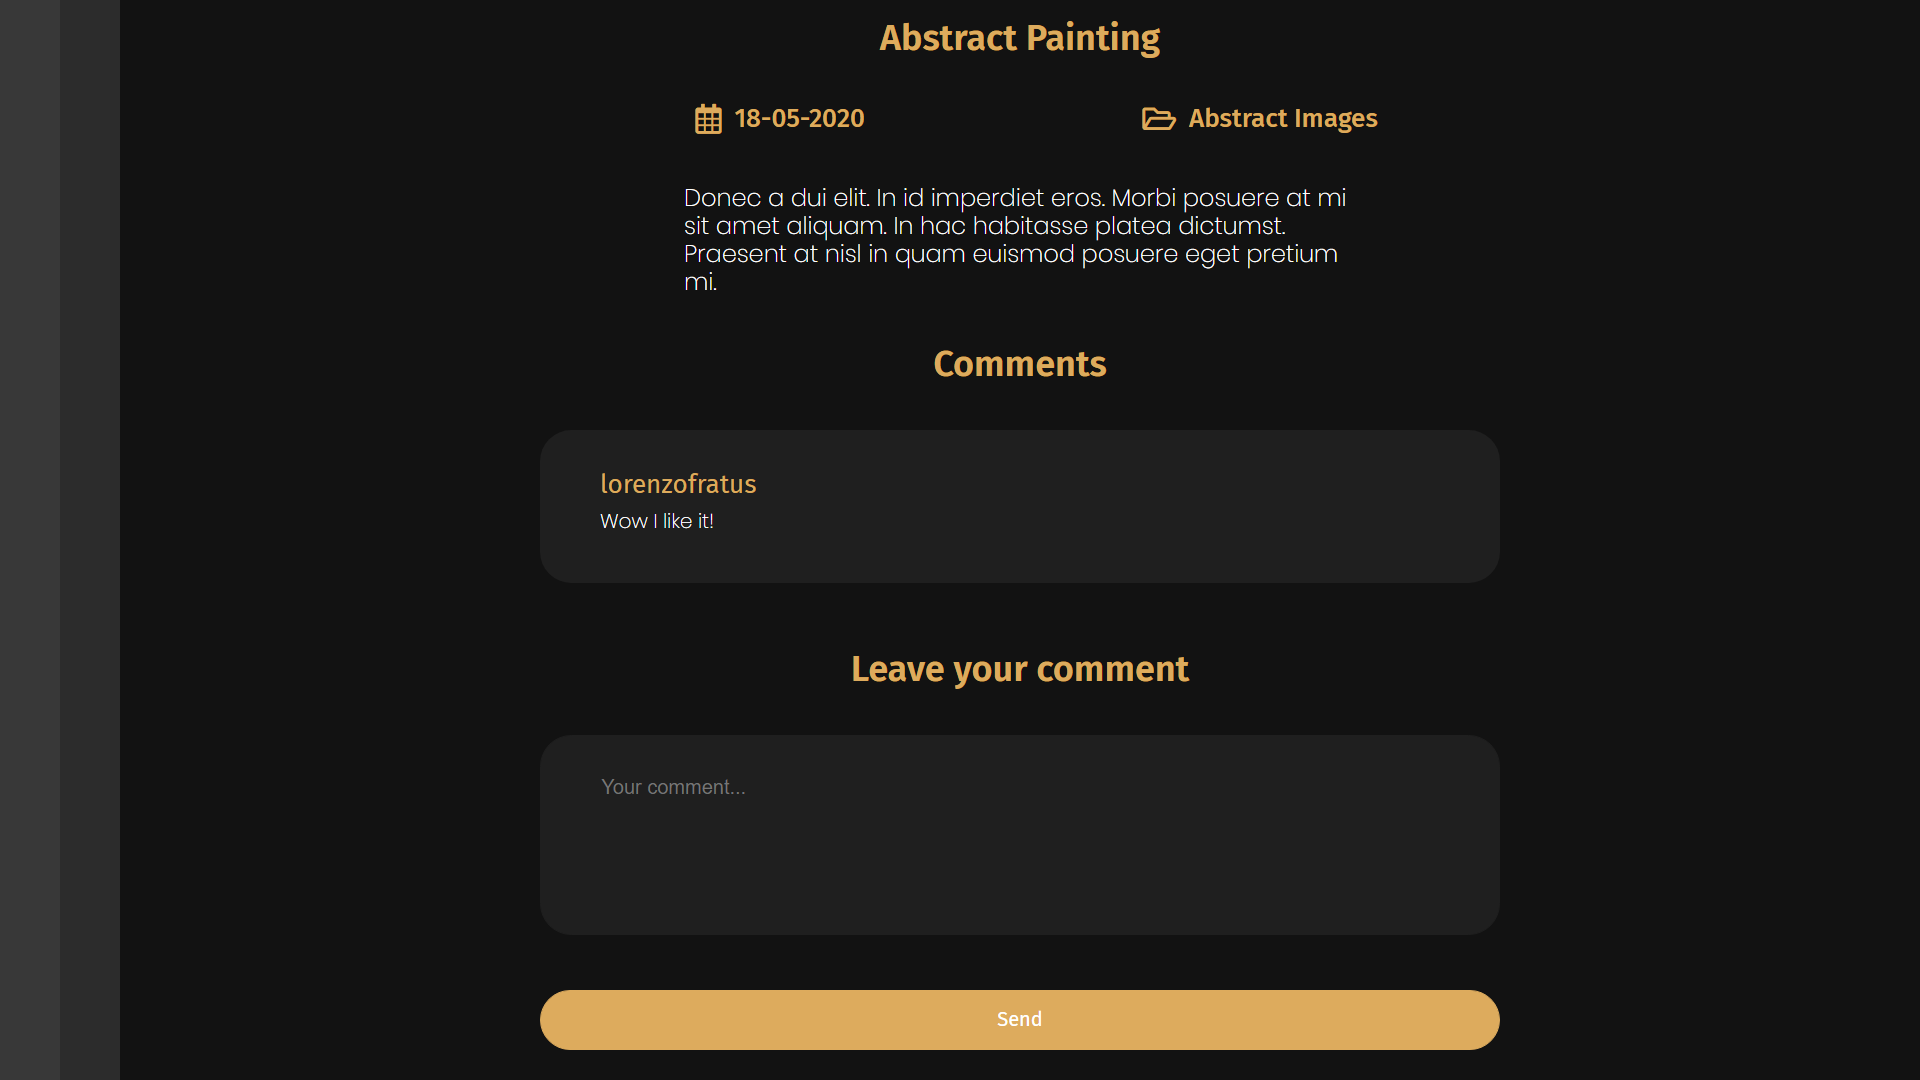 Abstract Painting
18-05-2020
Abstract Images
Donec a dui elit. In id imperdiet eros. Morbi posuere at mi
sit amet aliquam. In hac habitasse platea dictumst.
Praesent at nisl in quam euismod posuere eget pretium
mi.
Comments
lorenzofratus
Wow I like it!
Leave your comment
Your comment...
Send